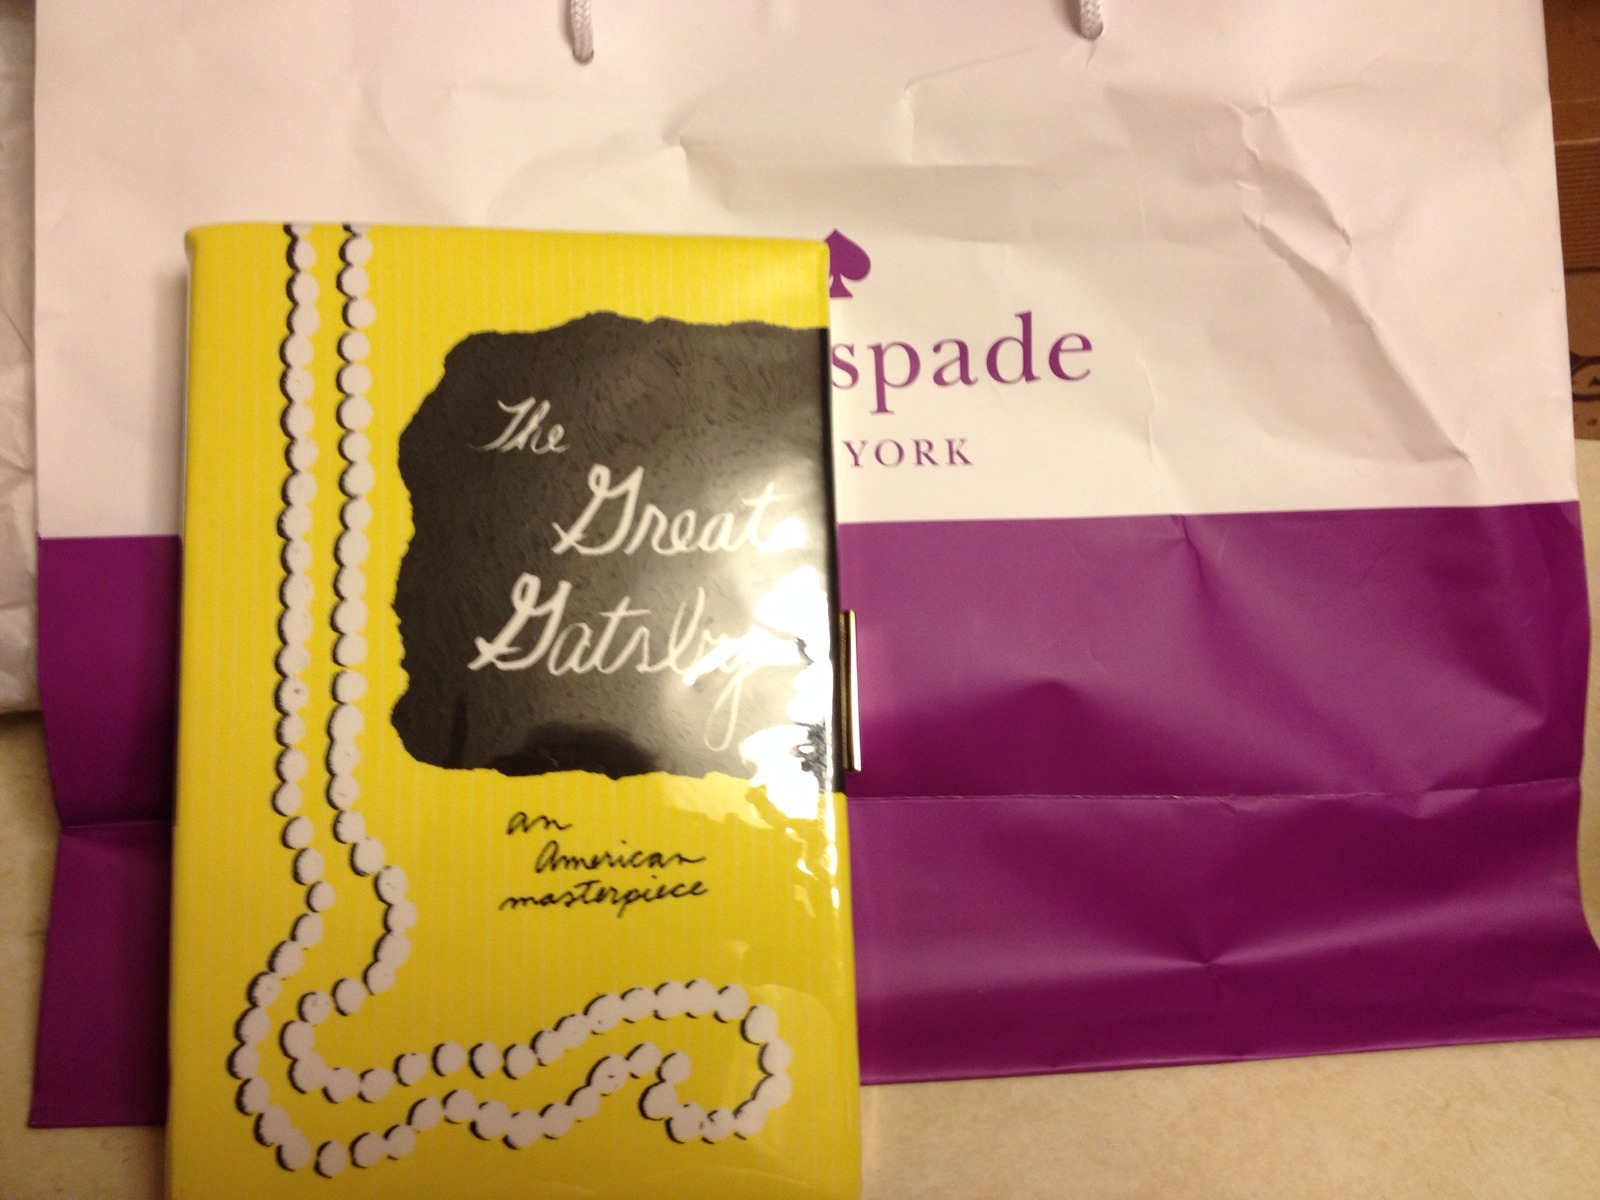 The
Great
Gatsby
an
American
masterpiece
spade
YORK